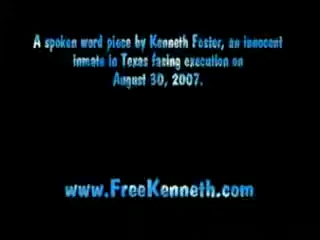 A spoken word piece by Kenneth Foster, an innocent
inmate in Texas facing execution on
August 30, 2007.
www.FreeKenneth.com